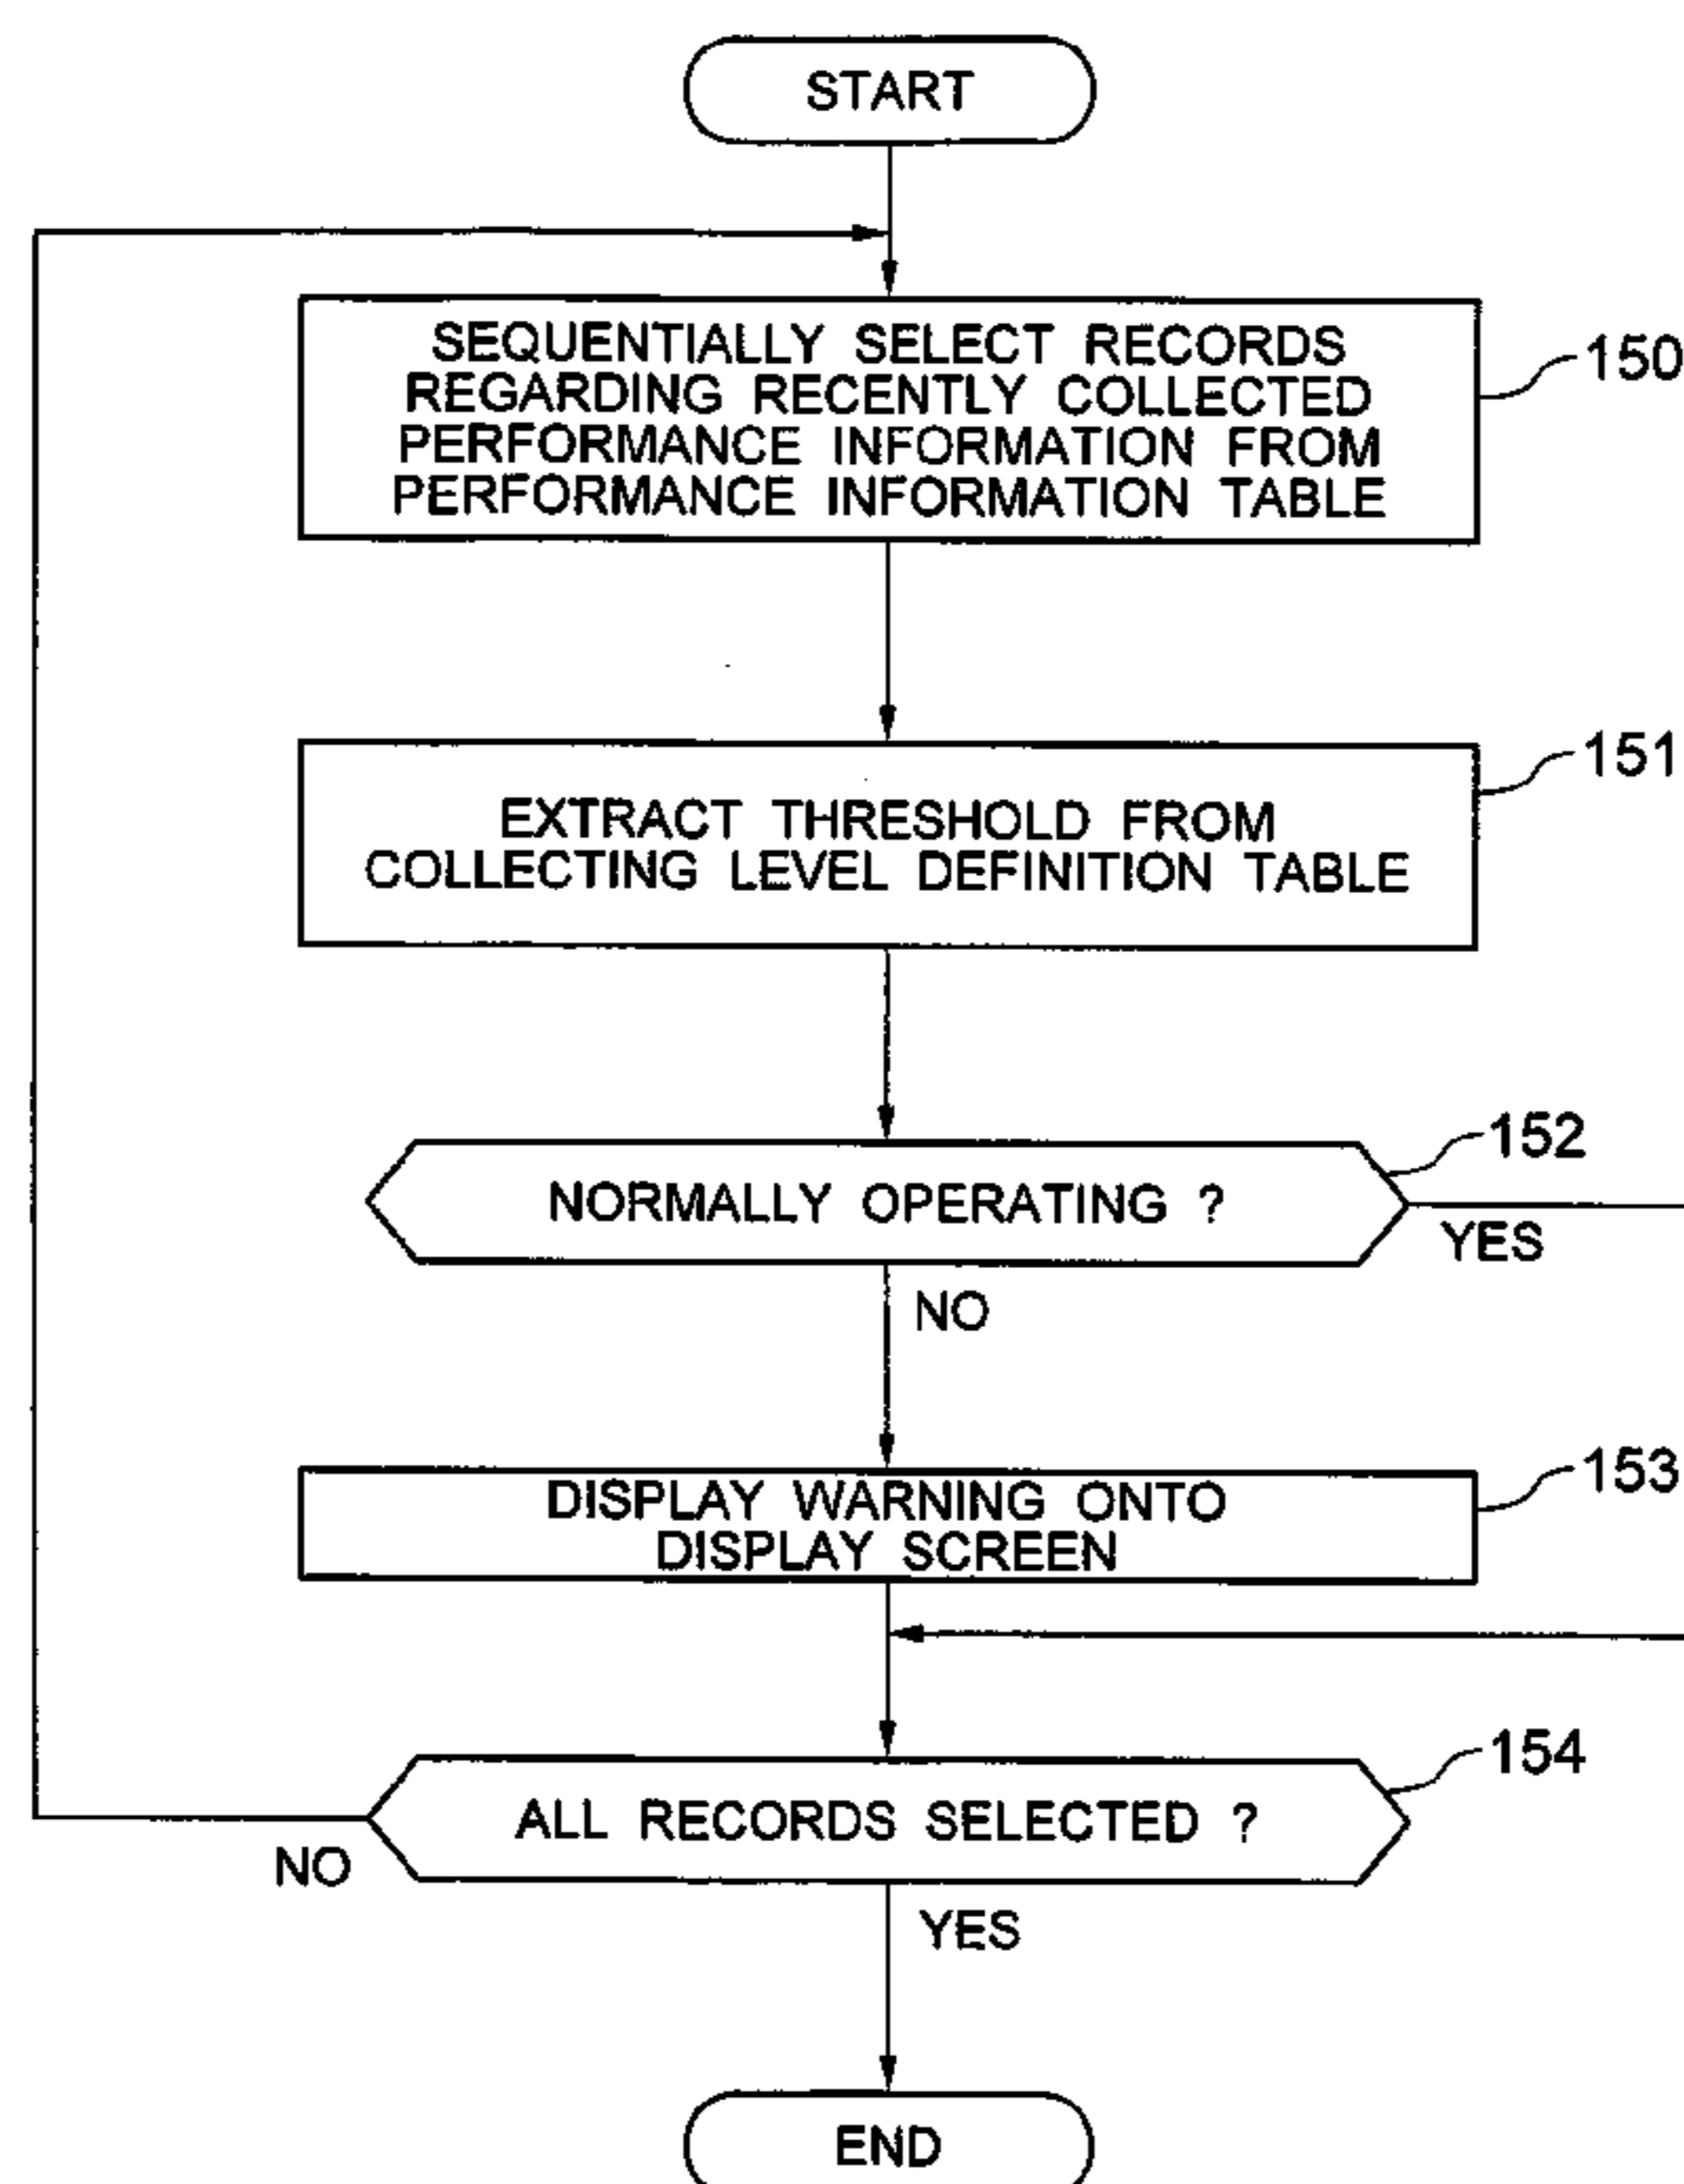 START
SEQUENTIALLY SELECT RECORDS
REGARDING RECENTLY COLLECTED
PERFORMANCE INFORMATION FROM
PERFORMANCE INFORMATION TABLE
150
EXTRACT THRESHOLD FROM
COLLECTING LEVEL DEFINITION TABLE
151
NORMALLY OPERATING ?
152
YES
NO
DISPLAY WARNING ONTO
DISPLAY SCREEN
153
ALL RECORDS SELECTED ?
154
NO
YES
END